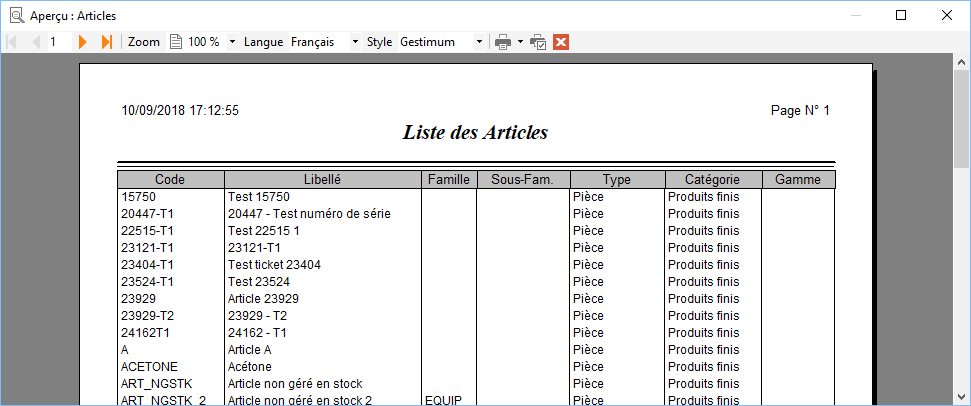 Aperçu : Articles
1 Zoom 100 % Langue Français Style Gestimum
10/09/2018 17:12:55 Page N° 1
Liste des Articles
Code Libellé Famille Sous-Fam. Type Catégorie Gamme
15750 Test 15750 Pièce Produits finis
20447-T1 20447 - Test numéro de série Pièce Produits finis
22515-T1 Test 22515 1 Pièce Produits finis
23121-T1 23121-T1 Pièce Produits finis
23404-T1 Test ticket 23404 Pièce Produits finis
23524-T1 Test 23524 Pièce Produits finis
23929 Article 23929 Pièce Produits finis
23929-T2 23929 - T2 Pièce Produits finis
24162T1 24162 - T1 Pièce Produits finis
A Article A Pièce Produits finis
ACETONE Acétone Pièce Produits finis
ART_NGSTK Article non géré en stock Pièce Produits finis
ART_NGSTK_2 Article non géré en stock 2 EQUIP Pièce Produits finis